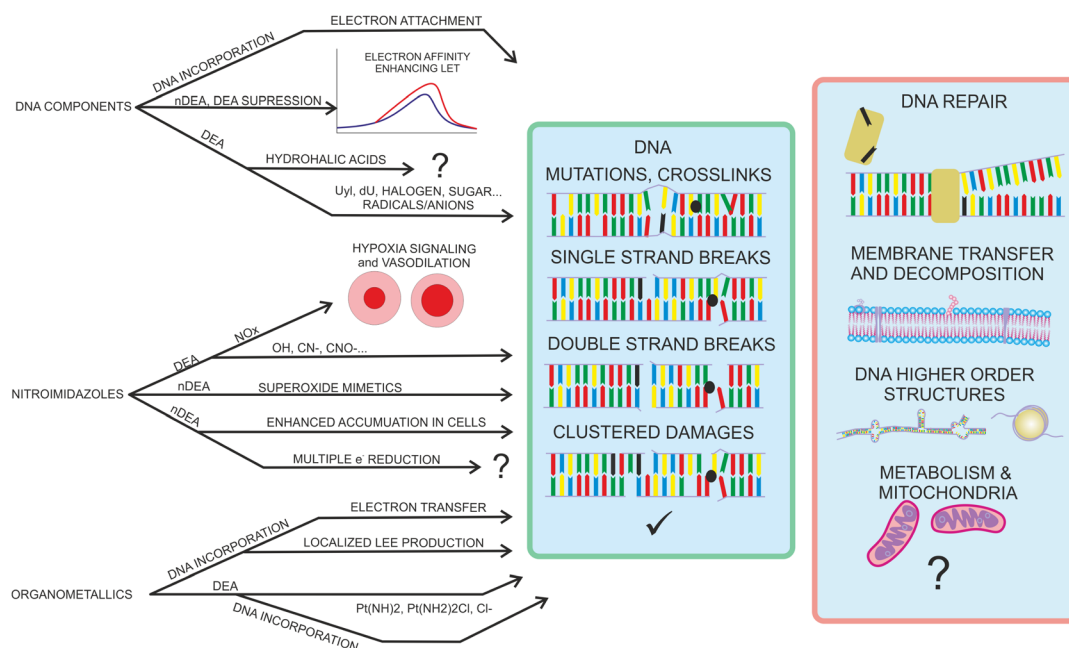 ELECTRON ATTACHMENT
DNA INCORPORATION
ELECTRON AFFINITY
ENHANCING LET
DNA COMPONENTS
nDEA, DEA SUPRESSION
DEA
HYDROHALIC ACIDS
?
Uyl, dU, HALOGEN, SUGAR...
RADICALS/ANIONS
HYPOXIA SIGNALING
and VASODILATION
NOx
DEA
OH, CN-, CNO-...
NITROIMIDAZOLES
nDEA
SUPEROXIDE MIMETICS
nDEA
ENHANCED ACCUMUATION IN CELLS
MULTIPLE e- REDUCTION
?
ELECTRON TRANSFER
DNA INCORPORATION
LOCALIZED LEE PRODUCTION
ORGANOMETALLICS
DEA
Pt(NH)2, Pt(NH2)2Cl, Cl-
DNA INCORPORATION
DNA
MUTATIONS, CROSSLINKS
SINGLE STRAND BREAKS
DOUBLE STRAND BREAKS
CLUSTERED DAMAGES
✓
DNA REPAIR
MEMBRANE TRANSFER
AND DECOMPOSITION
DNA HIGHER ORDER
STRUCTURES
METABOLISM &
MITOCHONDRIA
?